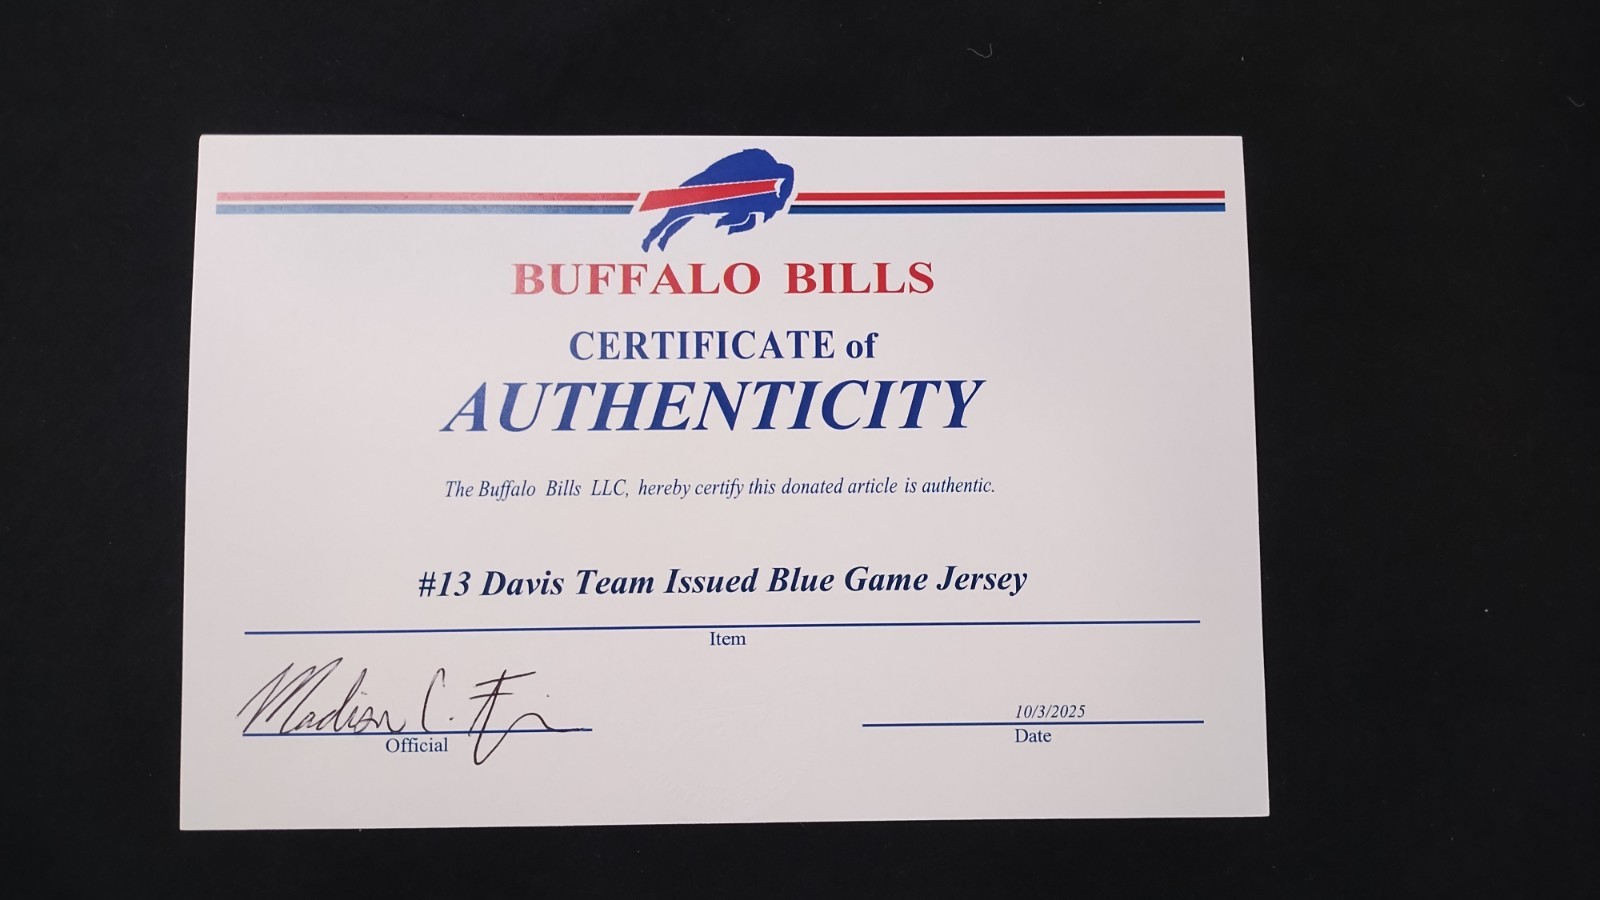 BUFFALO BILLS
CERTIFICATE of
AUTHENTICITY
The Buffalo Bills LLC, hereby certify this donated article is authentic.
#13 Davis Team Issued Blue Game Jersey
Item
Madison C.
Official
10/3/2025
Date